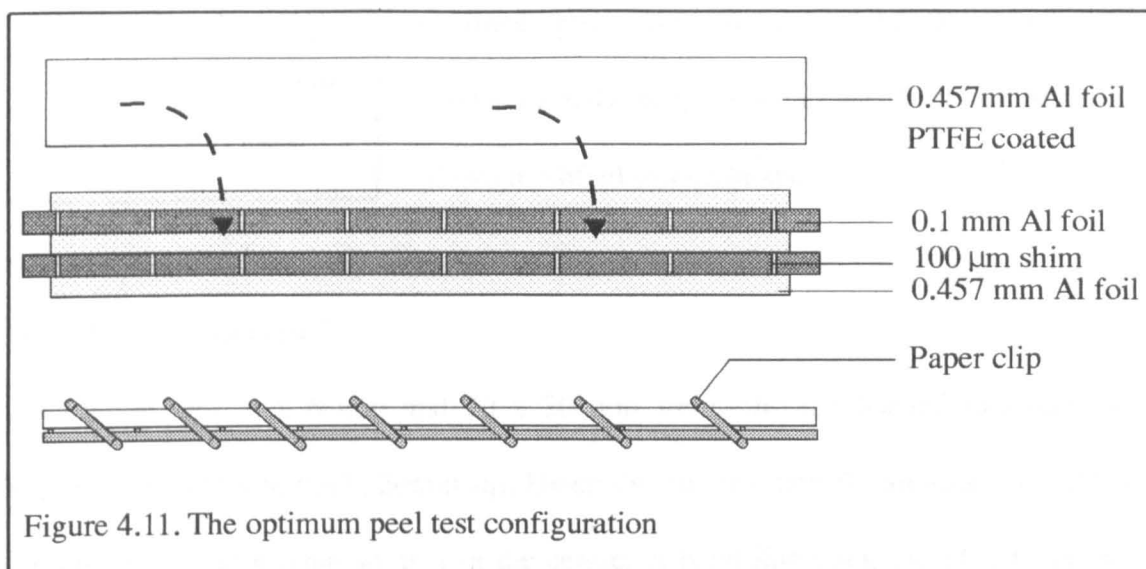 0.457mm Al foil
PTFE coated
0.1 mm Al foil
100 µm shim
0.457 mm Al foil
Paper clip
Figure 4.11. The optimum peel test configuration